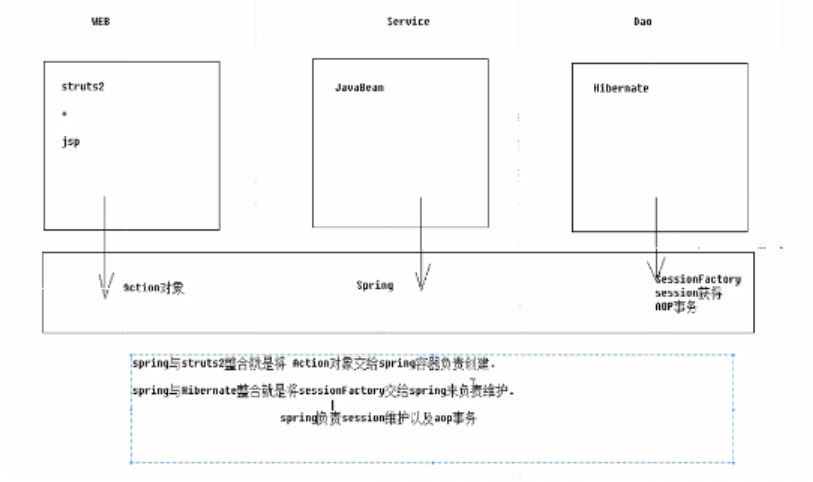 WEB
Service
Dao
struts2
+
jsp
JavaBean
Hibernate
Action对象
Spring
SessionFactory
session获得
AOP事务
spring与struts2整合就是将 Action对象交给spring容器负责创建.
spring与Hibernate整合就是将sessionFactory交给spring来负责维护.
spring负责session维护以及aop事务